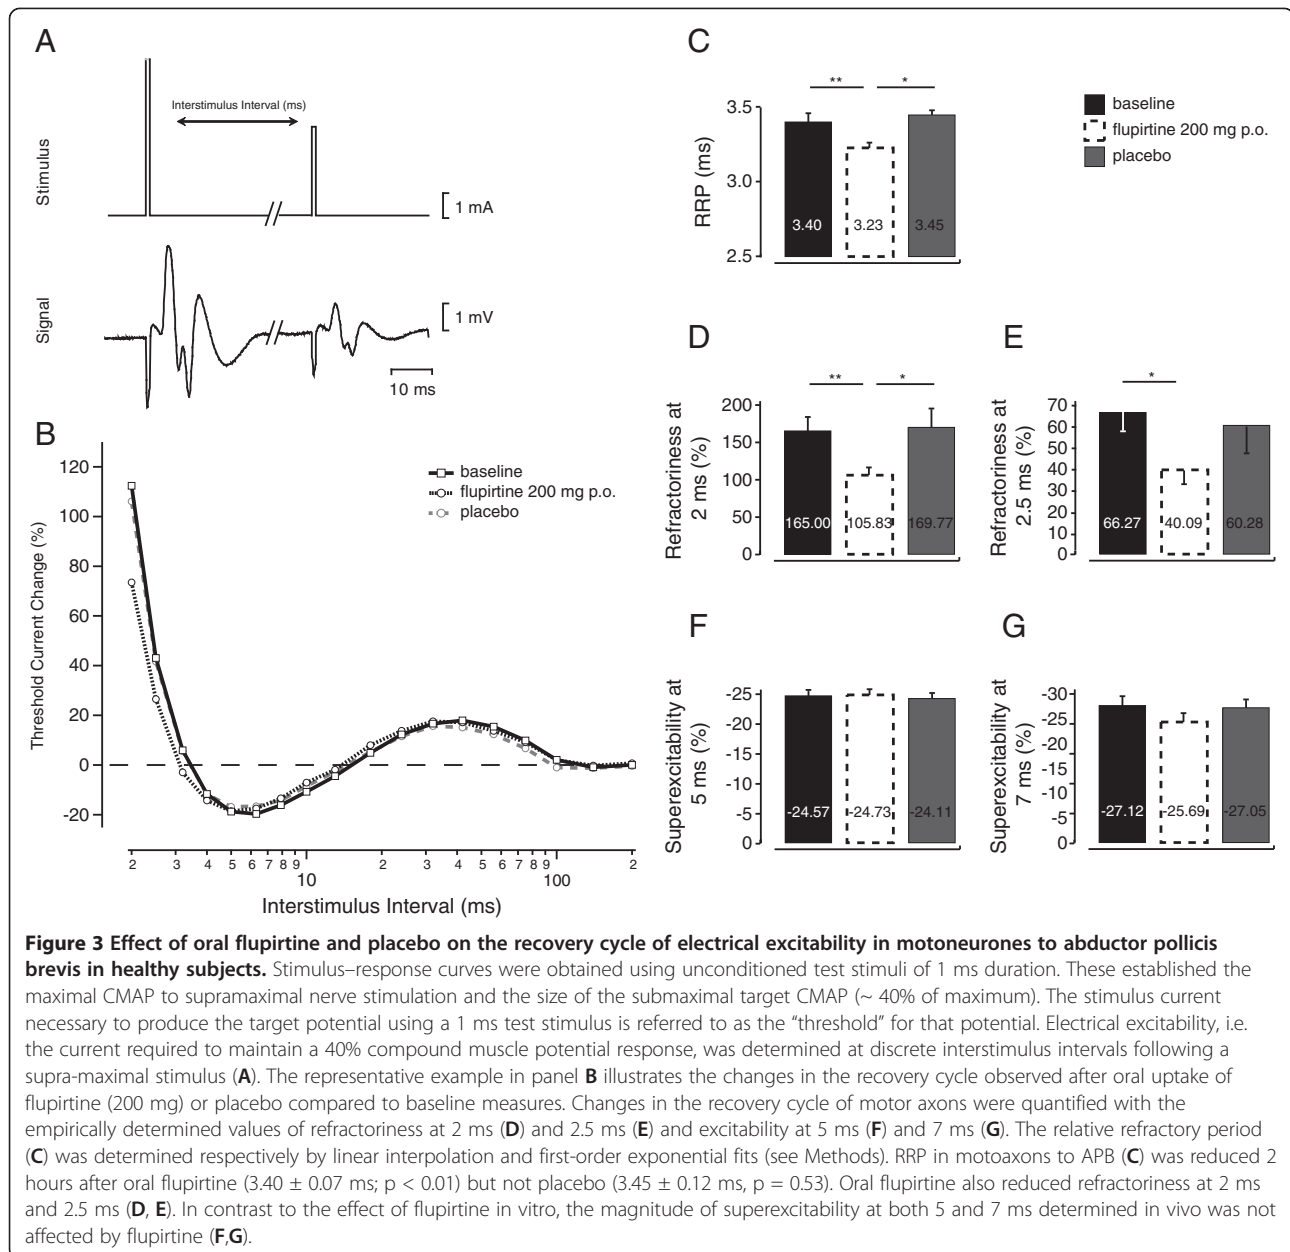 A
Interstimulus Interval (ms)
Stimulus
1 mA
Signal
1 mV
10 ms
B
Threshold Current Change (%)
120
100
80
60
40
20
0
-20
baseline
flupirtine 200 mg p.o.
placebo
2 3 4 5 6 7 8 9 10 2 3 4 5 6 7 8 9 100 2
Interstimulus Interval (ms)
C
** *
RRP (ms)
3.5
3.0
2.5
3.40 3.23 3.45
baseline
flupirtine 200 mg p.o.
placebo
D
** *
Refractoriness at
2 ms (%)
200
150
100
50
0
165.00 105.83 169.77
E
*
Refractoriness at
2.5 ms (%)
70
60
50
40
30
20
10
0
66.27 40.09 60.28
F
Superexcitability at
5 ms (%)
-25
-20
-15
-10
-5
0
-24.57 -24.73 -24.11
G
Superexcitability at
7 ms (%)
-30
-25
-20
-15
-10
-5
0
-27.12 -25.69 -27.05
Figure 3 Effect of oral flupirtine and placebo on the recovery cycle of electrical excitability in motoneurones to abductor pollicis
brevis in healthy subjects. Stimulus–response curves were obtained using unconditioned test stimuli of 1 ms duration. These established the
maximal CMAP to supramaximal nerve stimulation and the size of the submaximal target CMAP (~ 40% of maximum). The stimulus current
necessary to produce the target potential using a 1 ms test stimulus is referred to as the “threshold” for that potential. Electrical excitability, i.e.
the current required to maintain a 40% compound muscle potential response, was determined at discrete interstimulus intervals following a
supra-maximal stimulus (A). The representative example in panel B illustrates the changes in the recovery cycle observed after oral uptake of
flupirtine (200 mg) or placebo compared to baseline measures. Changes in the recovery cycle of motor axons were quantified with the
empirically determined values of refractoriness at 2 ms (D) and 2.5 ms (E) and excitability at 5 ms (F) and 7 ms (G). The relative refractory period
(C) was determined respectively by linear interpolation and first-order exponential fits (see Methods). RRP in motoaxons to APB (C) was reduced 2
hours after oral flupirtine (3.40 ± 0.07 ms; p < 0.01) but not placebo (3.45 ± 0.12 ms, p = 0.53). Oral flupirtine also reduced refractoriness at 2 ms
and 2.5 ms (D, E). In contrast to the effect of flupirtine in vitro, the magnitude of superexcitability at both 5 and 7 ms determined in vivo was not
affected by flupirtine (F,G).